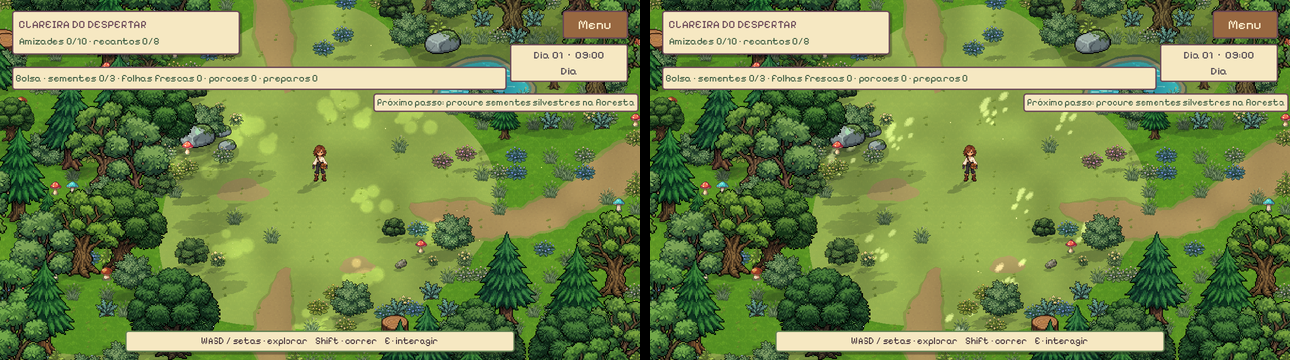 CLAREIRA DO DESPERTAR
Amizades 0/10 · recantos 0/8
Menu
Dia 01 · 09:00
Dia
Bolsa · sementes 0/3 · Folhas frescas 0 · porcoes 0 · preparos 0
Próximo passo: procure sementes silvestres na floresta
WASD / setas · explorar Shift · correr E · interagir
CLAREIRA DO DESPERTAR
Amizades 0/10 · recantos 0/8
Menu
Dia 01 · 09:00
Dia
Bolsa · sementes 0/3 · Folhas frescas 0 · porcoes 0 · preparos 0
Próximo passo: procure sementes silvestres na floresta
WASD / setas · explorar Shift · correr E · interagir